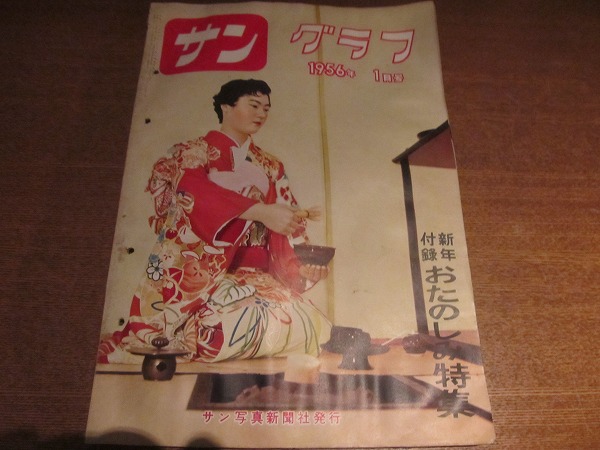 サン グラフ
1956年 1月号
新年
付録
おたのしみ特集
サン写真新聞社発行